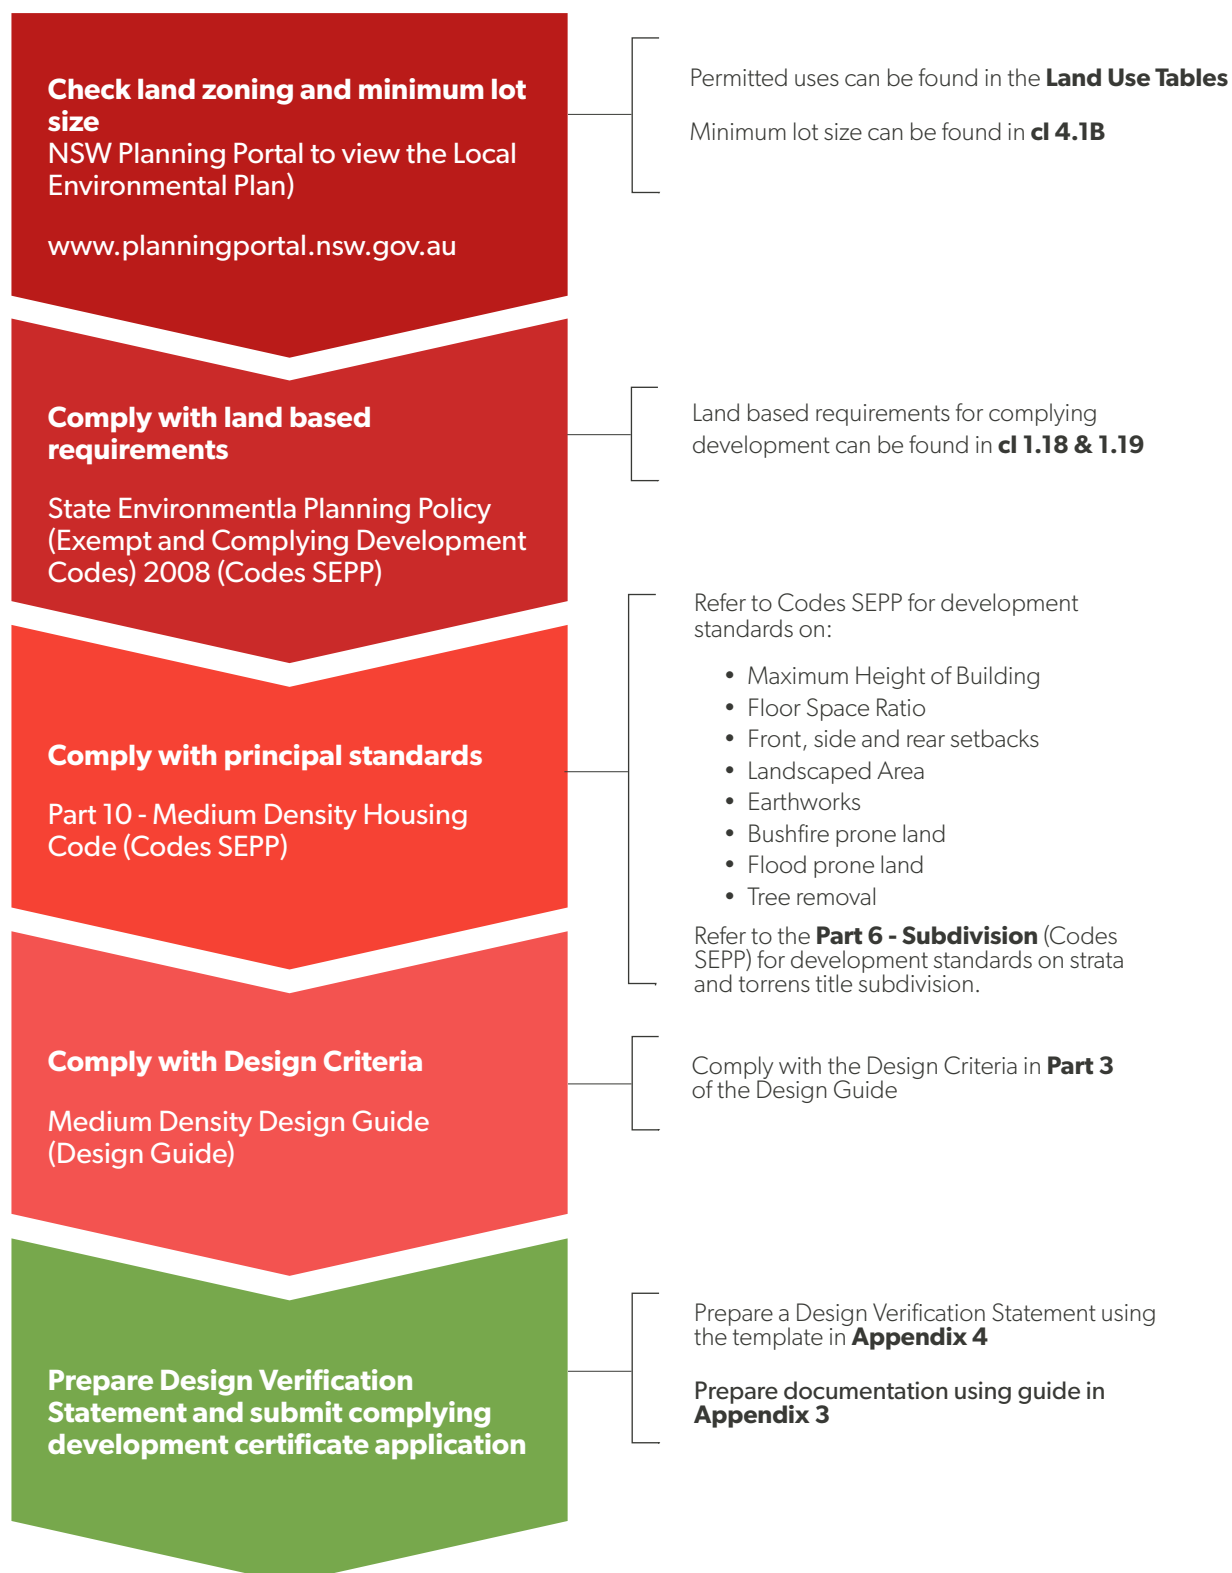 Check land zoning and minimum lot
size
NSW Planning Portal to view the Local
Environmental Plan)
www.planningportal.nsw.gov.au
Permitted uses can be found in the Land Use Tables
Minimum lot size can be found in cl 4.1B
Comply with land based
requirements
State Environmentla Planning Policy
(Exempt and Complying Development
Codes) 2008 (Codes SEPP)
Land based requirements for complying
development can be found in cl 1.18 & 1.19
Comply with principal standards
Part 10 - Medium Density Housing
Code (Codes SEPP)
Refer to Codes SEPP for development
standards on:
• Maximum Height of Building
• Floor Space Ratio
• Front, side and rear setbacks
• Landscaped Area
• Earthworks
• Bushfire prone land
• Flood prone land
• Tree removal
Refer to the Part 6 - Subdivision (Codes
SEPP) for development standards on strata
and torrens title subdivision.
Comply with Design Criteria
Medium Density Design Guide
(Design Guide)
Comply with the Design Criteria in Part 3
of the Design Guide
Prepare Design Verification
Statement and submit complying
development certificate application
Prepare a Design Verification Statement using
the template in Appendix 4
Prepare documentation using guide in
Appendix 3